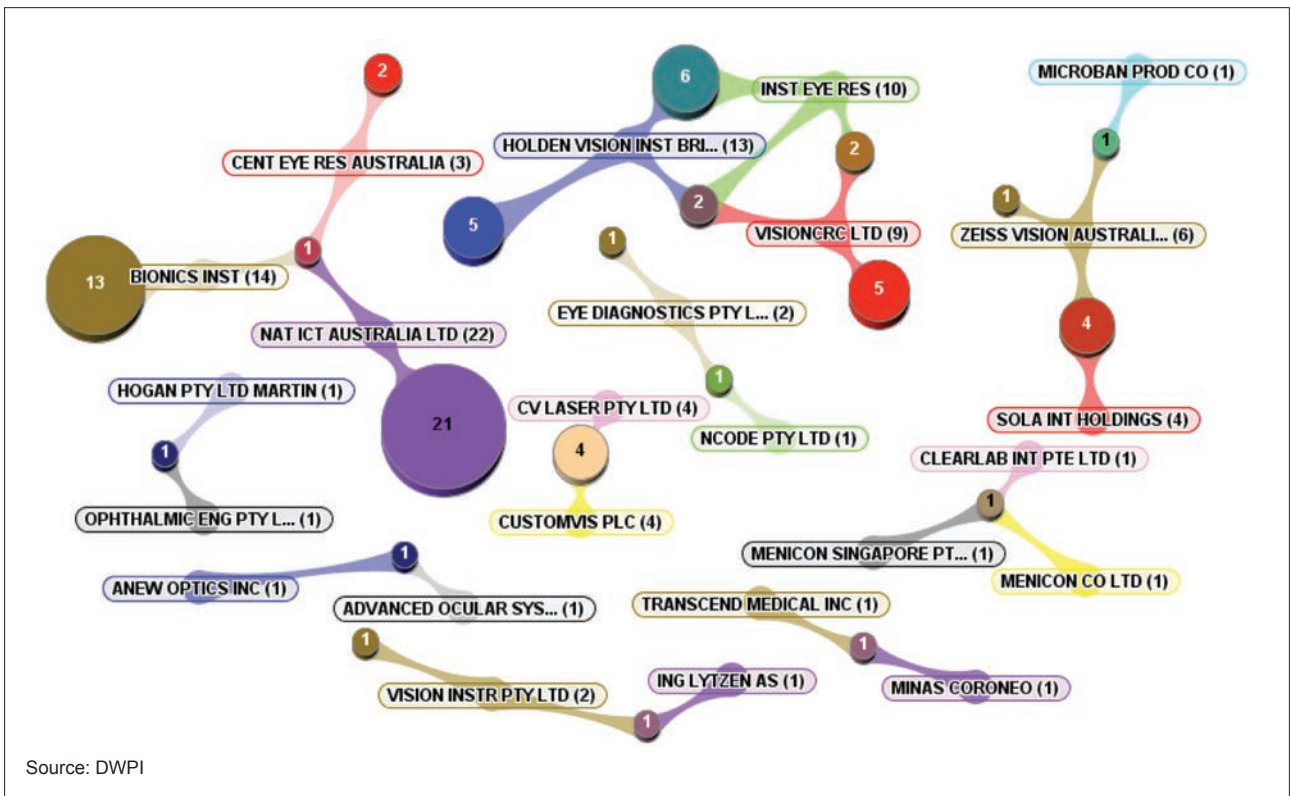 2
6
INST EYE RES (10)
MICROBAN PROD CO (1)
HOLDEN VISION INST BRI... (13)
2
1
CENT EYE RES AUSTRALIA (3)
1
2
5
VISIONCRC LTD (9)
ZEISS VISION AUSTRALI... (6)
1
1
13
BIONICS INST (14)
5
EYE DIAGNOSTICS PTY L... (2)
4
NAT ICT AUSTRALIA LTD (22)
HOGAN PTY LTD MARTIN (1)
1
CV LASER PTY LTD (4)
SOLA INT HOLDINGS (4)
21
NCODE PTY LTD (1)
1
4
CLEARLAB INT PTE LTD (1)
OPHTHALMIC ENG PTY L... (1)
CUSTOMVIS PLC (4)
1
1
MENICON SINGAPORE PT... (1)
ANEW OPTICS INC (1)
MENICON CO LTD (1)
ADVANCED OCULAR SYS... (1)
TRANSCEND MEDICAL INC (1)
1
1
ING LYTZEN AS (1)
MINAS CORONEO (1)
VISION INSTR PTY LTD (2)
1
Source: DWPI